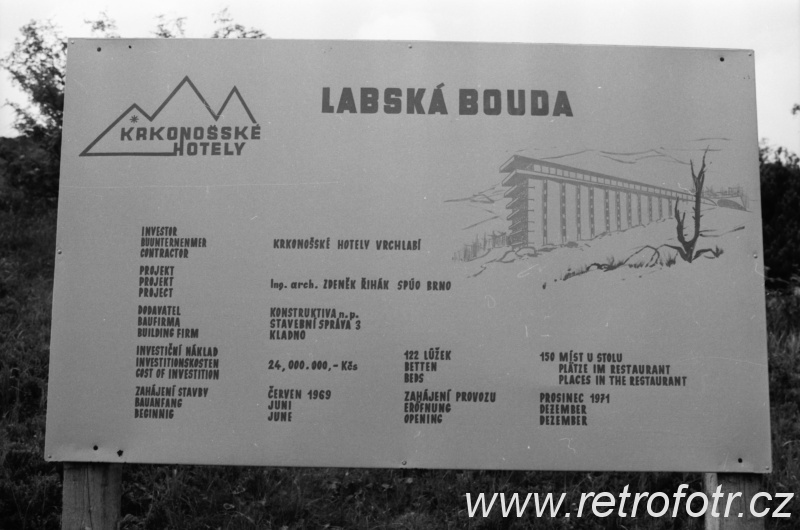 LABSKÁ BOUDA
KRKONOŠSKÉ
HOTELY
INVESTOR
BUUNTERNENMER
CONTRACTOR
KRKONOŠSKÉ HOTELY VRCHLABÍ
PROJEKT
PROJEKT
PROJECT
Ing. arch. ZDENĚK ŘIHÁK SPÚO BRNO
DODAVATEL
BAUFIRMA
BUILDING FIRM
KONSTRUKTIVA n.p.
STAVEBNÍ SPRÁVA 3
KLADNO
INVESTIČNÍ NÁKLAD
INVESTITIONSKOSTEN
COST OF INVESTITION
24,000.000,- Kčs
122 LŮŽEK
BETTEN
BEDS
150 MÍST U STOLU
PLÄTZE IM RESTAURANT
PLACES IN THE RESTAURANT
ZAHÁJENÍ STAVBY
BAUANFANG
BEGINNIG
ČERVEN 1969
JUNI
JUNE
ZAHÁJENÍ PROVOZU
ERÖFNUNG
OPENING
PROSINEC 1971
DEZEMBER
DEZEMBER
www.retrofotr.cz